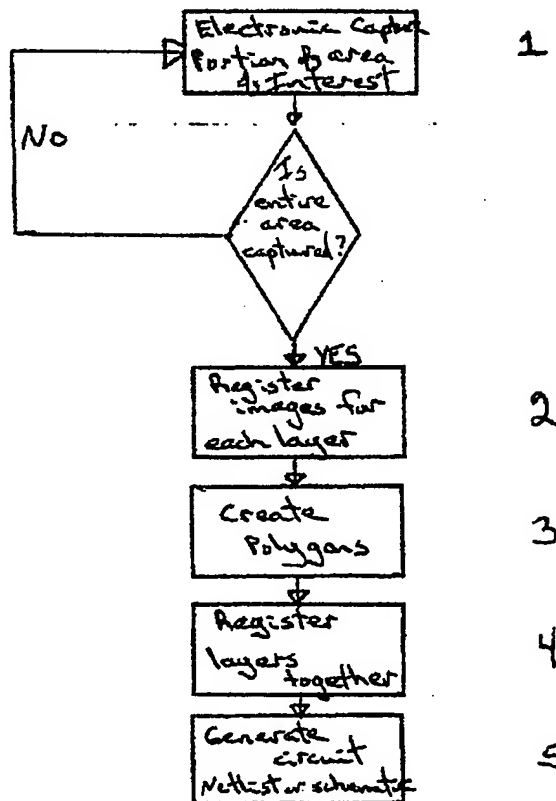 Electronic Capture
1
Portion of area
of Interest
No
Is
entire
area
captured?
YES
Register
images for
each layer
2
Create
Polygons
3
Register
layers
together
4
Generate
circuit
Netlist or schematic
5